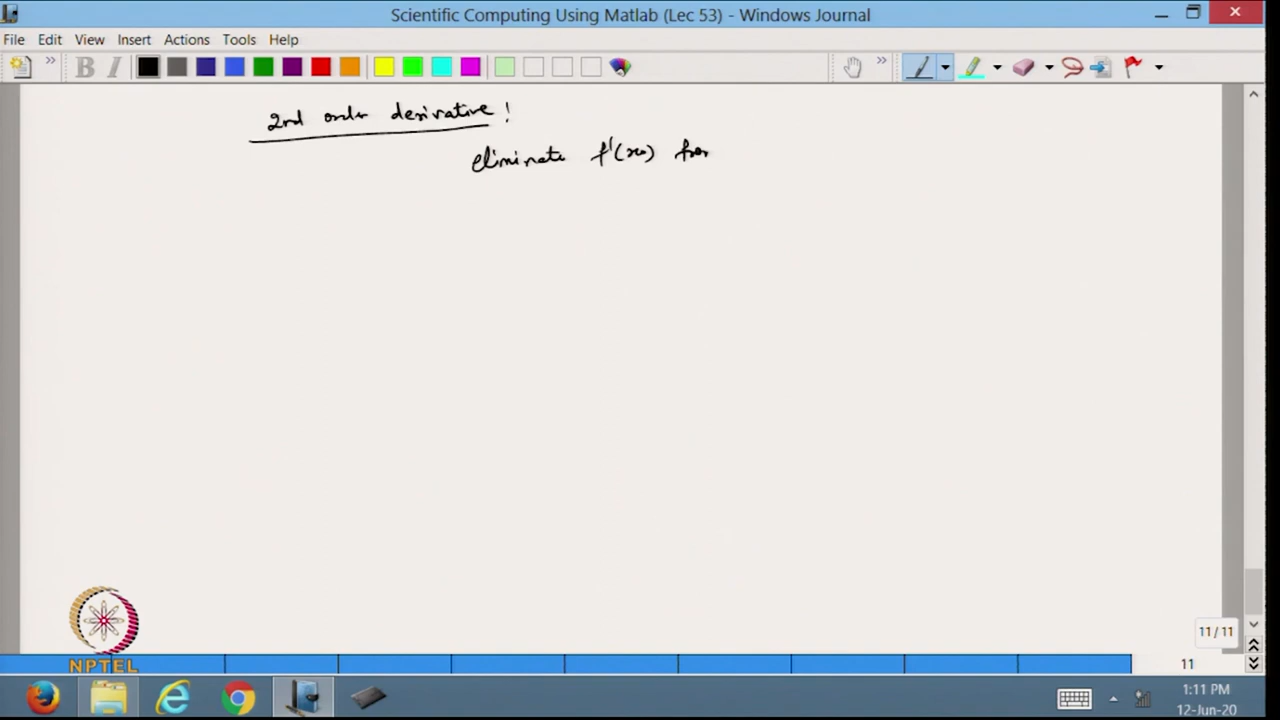 Scientific Computing Using Matlab (Lec 53) - Windows Journal
File Edit View Insert Actions Tools Help
B I
2nd order derivative!
eliminate f'(x₀) from
11 / 11
NPTEL
11
1:11 PM
12-Jun-20